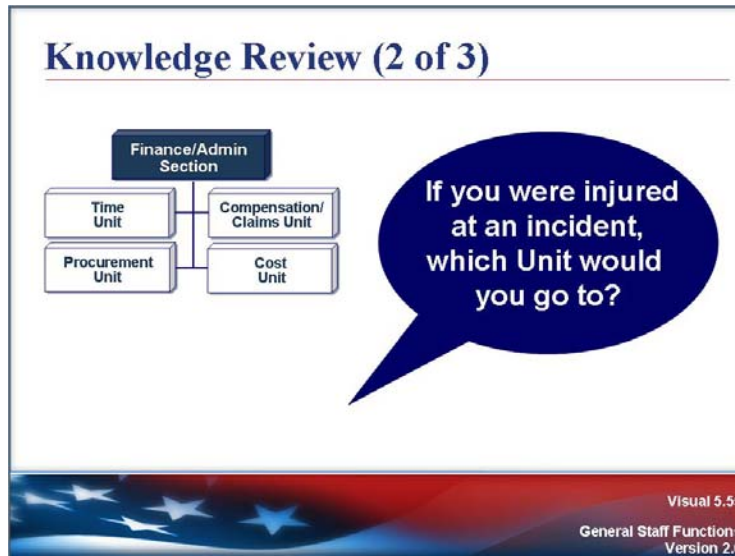 Knowledge Review (2 of 3)
Finance/Admin
Section
Time
Unit
Compensation/
Claims Unit
Procurement
Unit
Cost
Unit
If you were injured
at an incident,
which Unit would
you go to?
Visual 5.5
General Staff Function
Version 2.